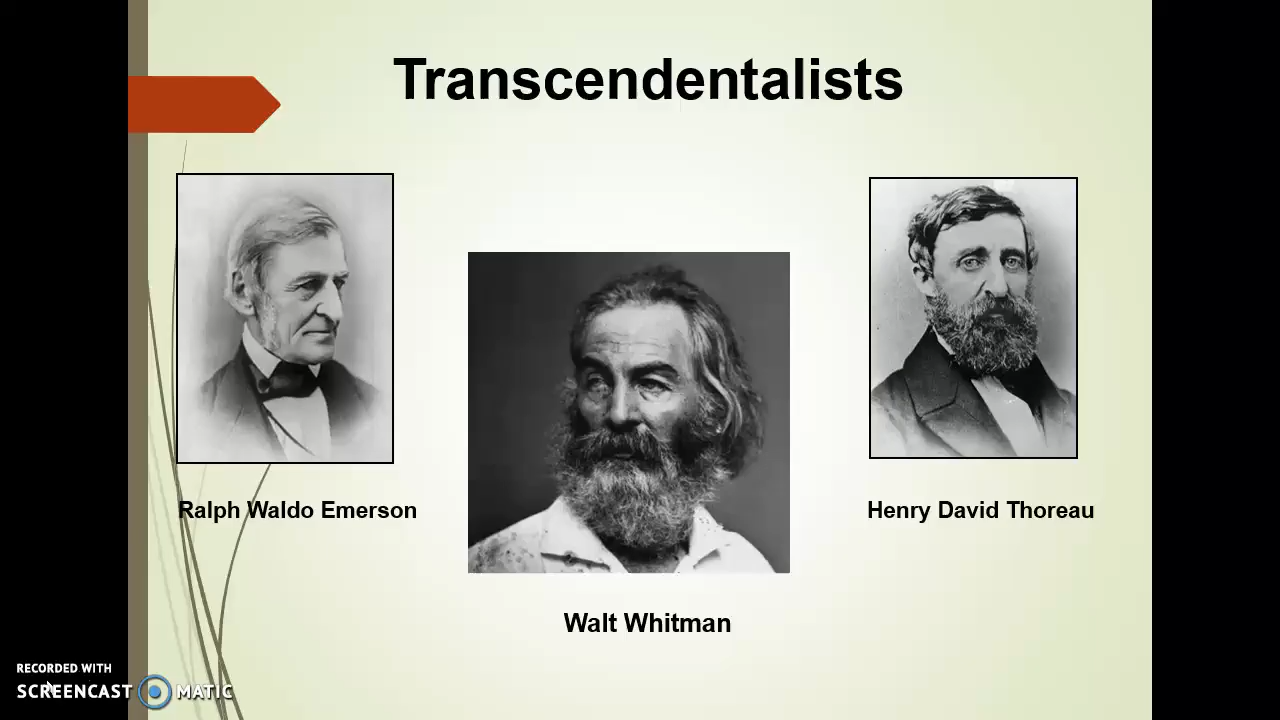 Transcendentalists
Ralph Waldo Emerson
Henry David Thoreau
Walt Whitman
RECORDED WITH
SCREENCAST MATIC